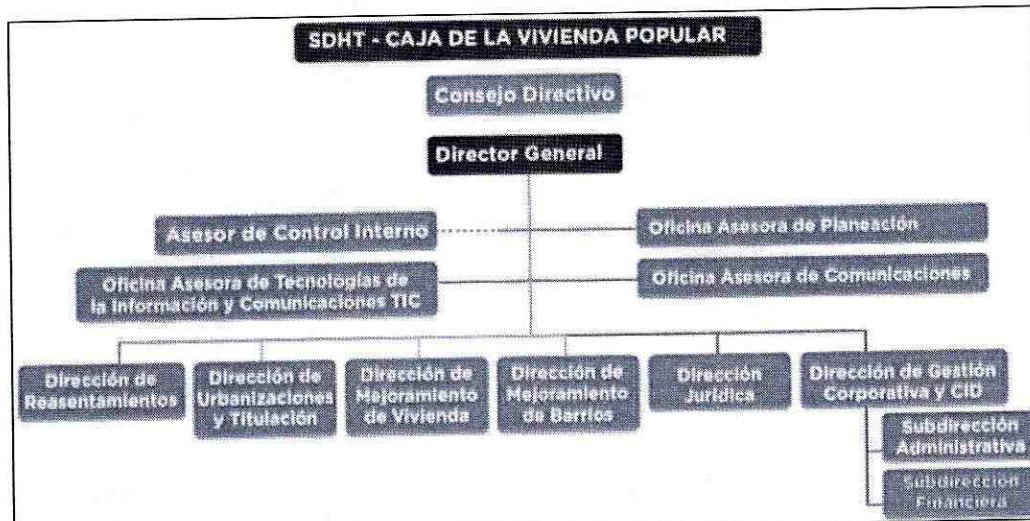 SDHT - CAJA DE LA VIVIENDA POPULAR
Consejo Directivo
Director General
Asesor de Control Interno
Oficina Asesora de Planeación
Oficina Asesora de Tecnologías de
la Información y Comunicaciones TIC
Oficina Asesora de Comunicaciones
Dirección de
Reasentamientos
Dirección de
Urbanizaciones
y Titulación
Dirección de
Mejoramiento
de Vivienda
Dirección de
Mejoramiento
de Barrios
Dirección
Jurídica
Dirección de Gestión
Corporativa y CID
Subdirección
Administrativa
Subdirección
Financiera